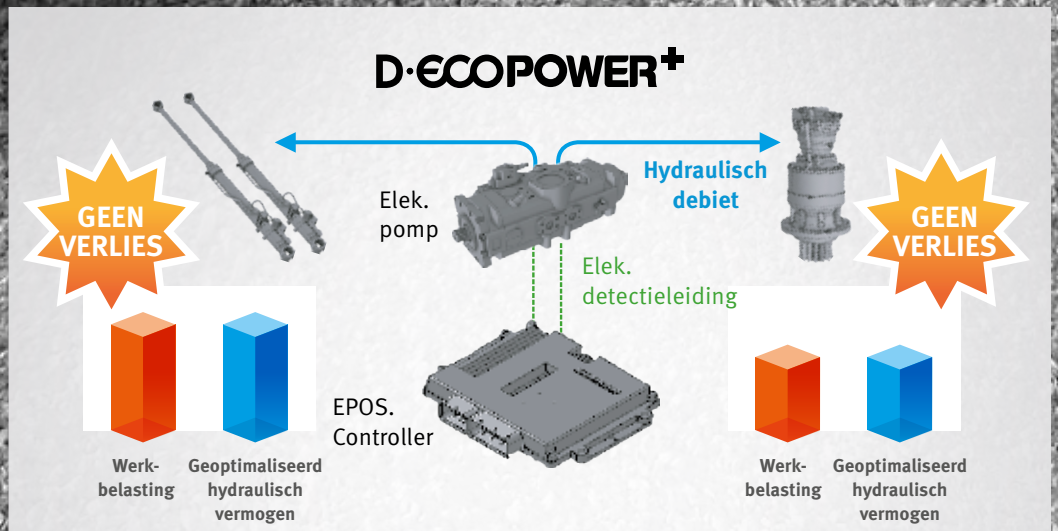 D·ECOPOWER+
GEEN
VERLIES
Elek.
pomp
Hydraulisch
debiet
GEEN
VERLIES
Elek.
detectieleiding
EPOS.
Controller
Werk-
belasting
Geoptimaliseerd
hydraulisch
vermogen
Werk-
belasting
Geoptimaliseerd
hydraulisch
vermogen